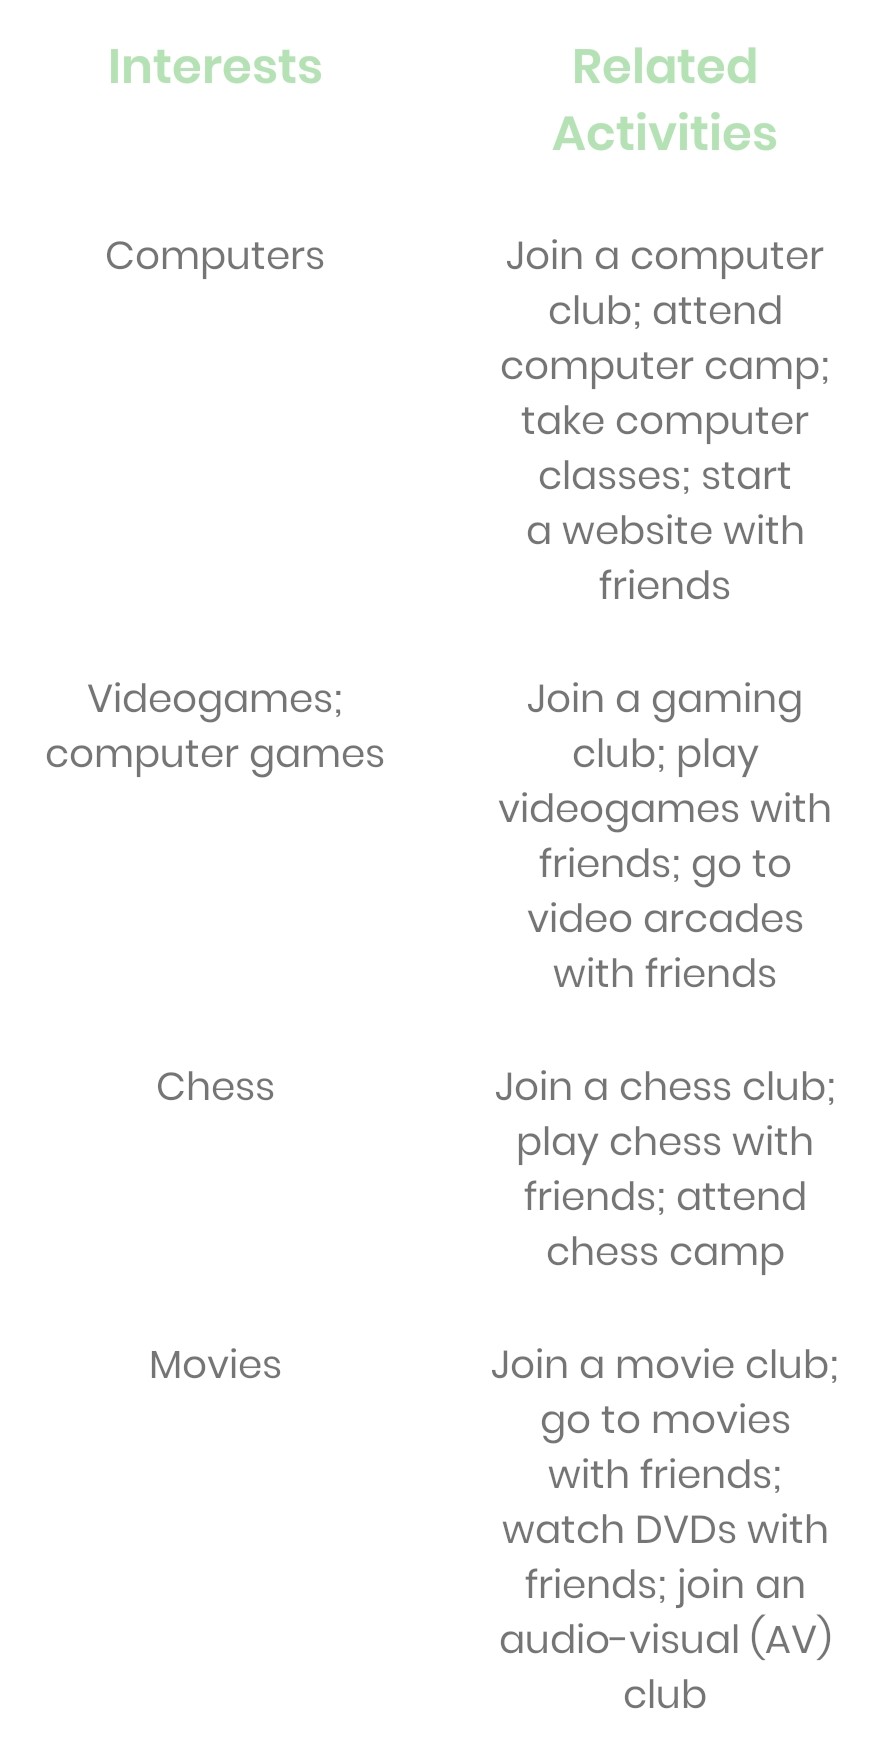 Interests
Related
Activities
Computers
Join a computer
club; attend
computer camp;
take computer
classes; start
a website with
friends
Videogames;
computer games
Join a gaming
club; play
videogames with
friends; go to
video arcades
with friends
Chess
Join a chess club;
play chess with
friends; attend
chess camp
Movies
Join a movie club;
go to movies
with friends;
watch DVDs with
friends; join an
audio-visual (AV)
club